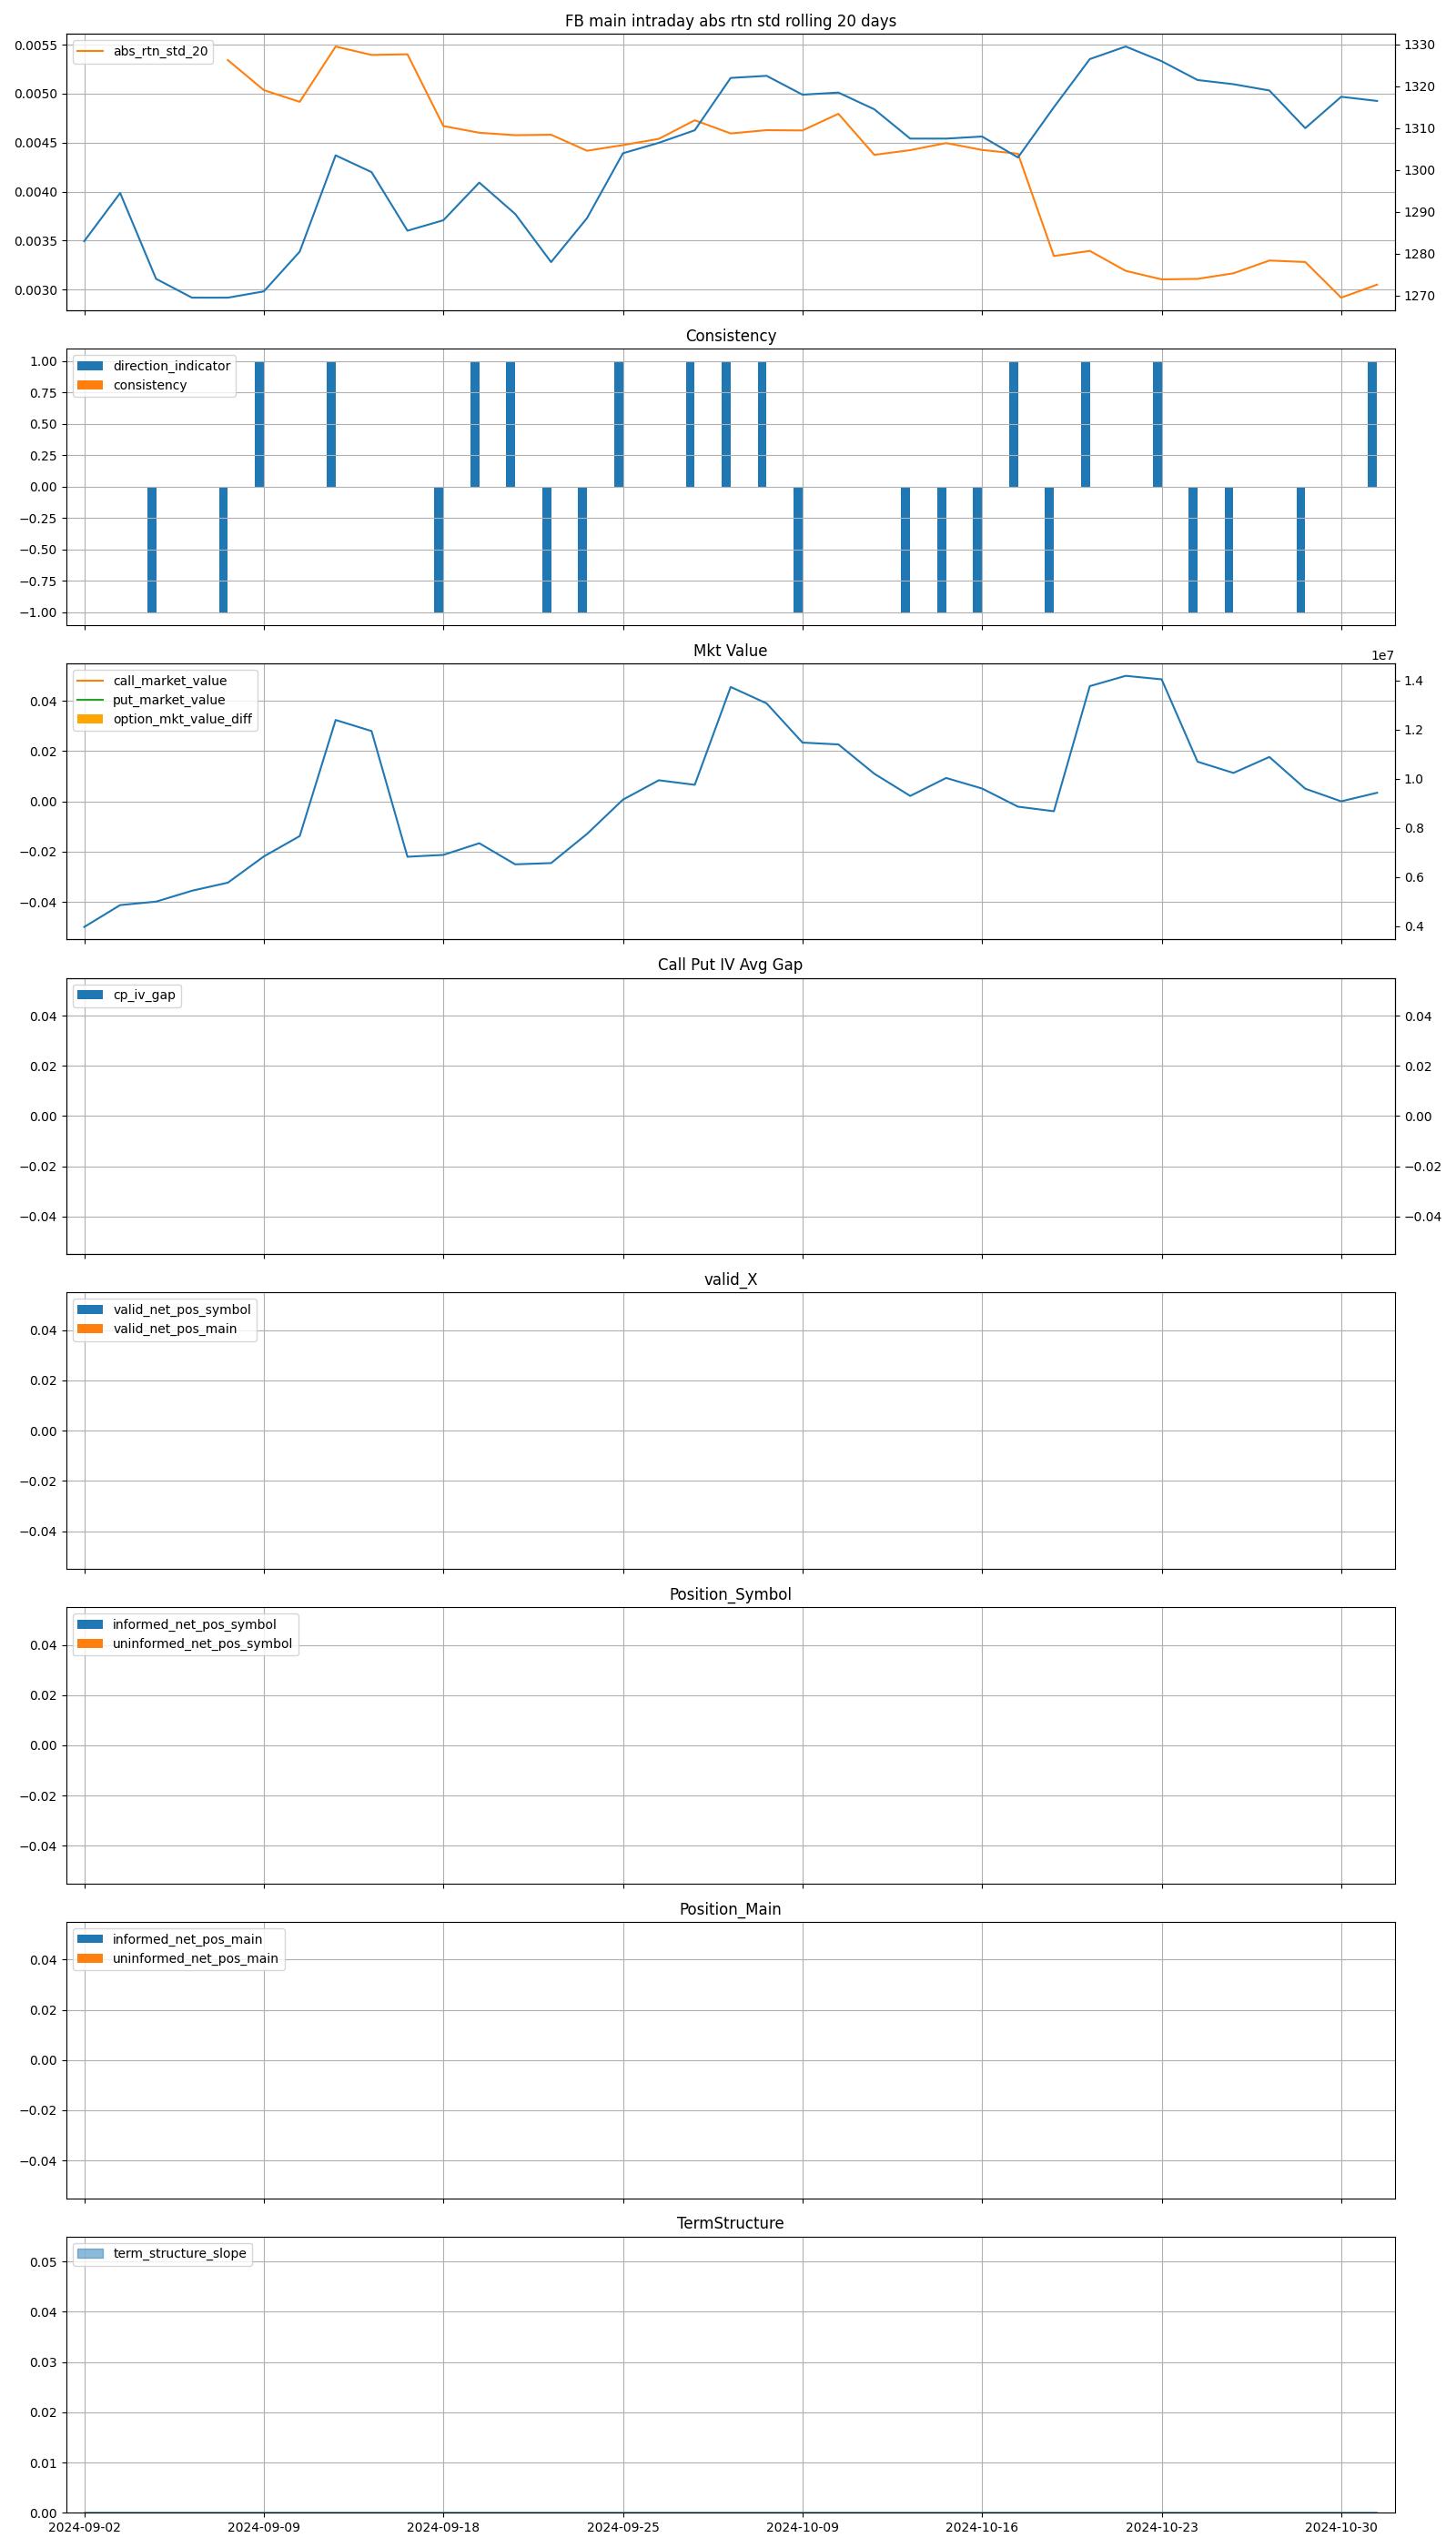 FB main intraday abs rtn std rolling 20 days
abs_rtn_std_20
0.0055
0.0050
0.0045
0.0040
0.0035
0.0030
1330
1320
1310
1300
1290
1280
1270
Consistency
direction_indicator
consistency
1.00
0.75
0.50
0.25
0.00
−0.25
−0.50
−0.75
−1.00
Mkt Value
1e7
call_market_value
put_market_value
option_mkt_value_diff
0.04
0.02
0.00
−0.02
−0.04
1.4
1.2
1.0
0.8
0.6
0.4
Call Put IV Avg Gap
cp_iv_gap
0.04
0.02
0.00
−0.02
−0.04
0.04
0.02
0.00
−0.02
−0.04
valid_X
valid_net_pos_symbol
valid_net_pos_main
0.04
0.02
0.00
−0.02
−0.04
Position_Symbol
informed_net_pos_symbol
uninformed_net_pos_symbol
0.04
0.02
0.00
−0.02
−0.04
Position_Main
informed_net_pos_main
uninformed_net_pos_main
0.04
0.02
0.00
−0.02
−0.04
TermStructure
term_structure_slope
0.05
0.04
0.03
0.02
0.01
0.00
2024-09-02 2024-09-09 2024-09-18 2024-09-25 2024-10-09 2024-10-16 2024-10-23 2024-10-30